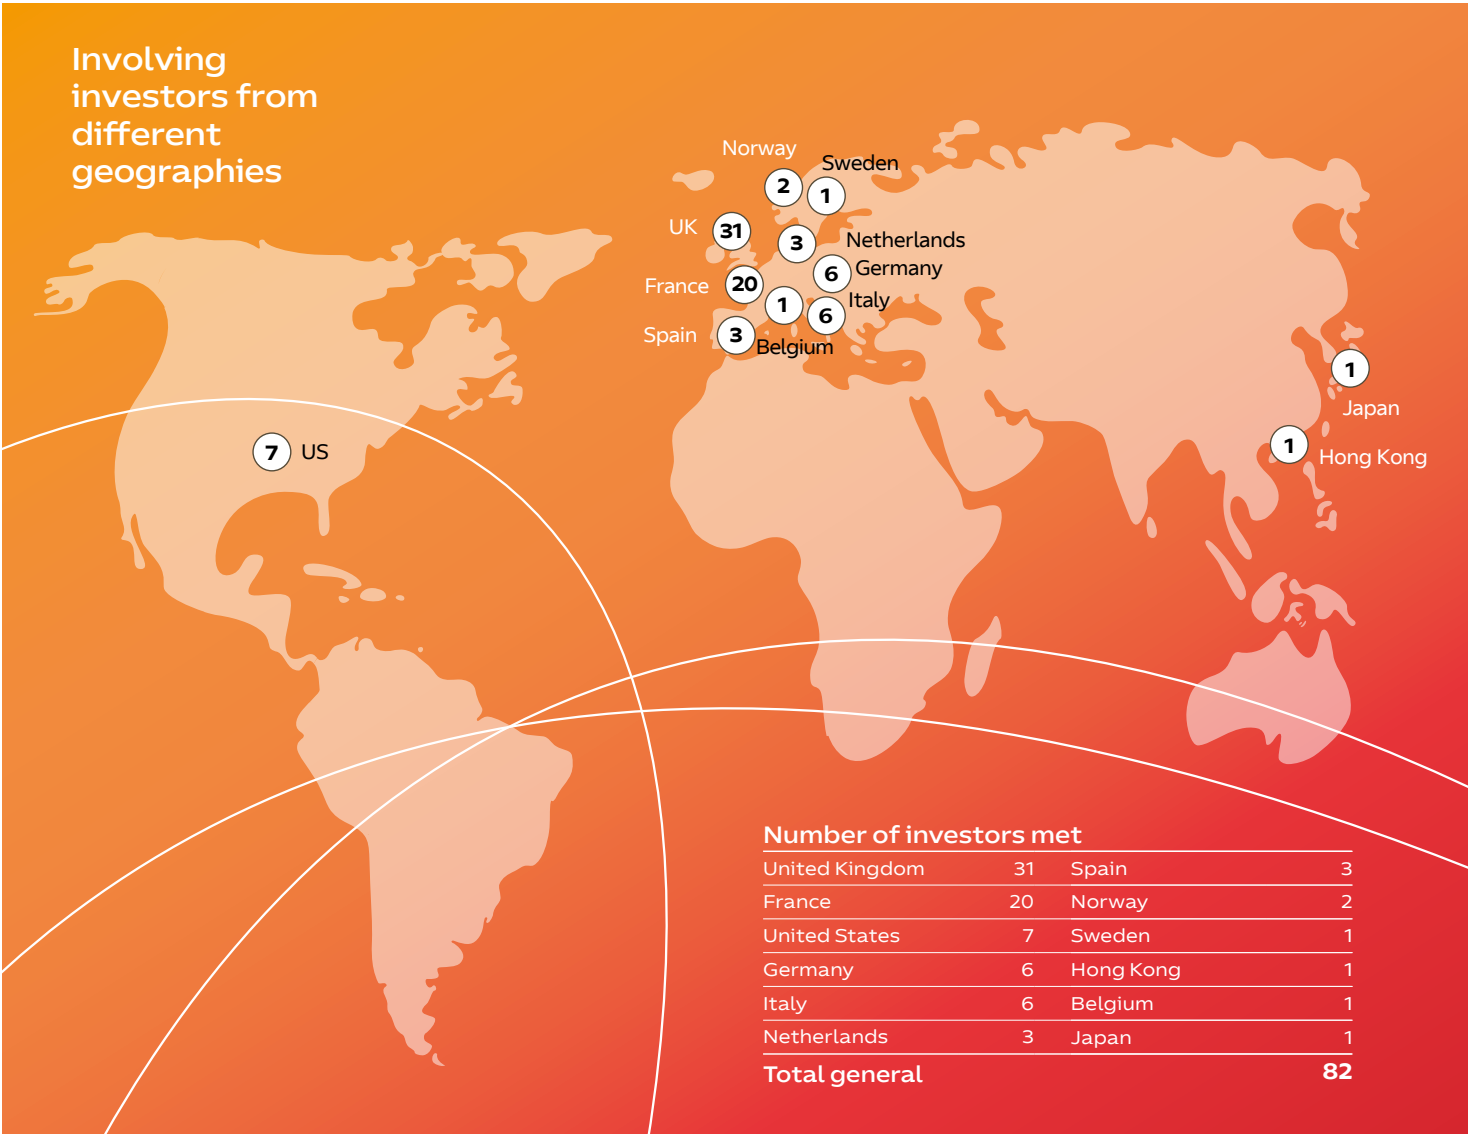 Involving
investors from
different
geographies
Norway
2
Sweden
1
UK
31
3
Netherlands
6
Germany
France
20
1
6
Italy
Spain
3
Belgium
1
Japan
1
Hong Kong
7
US
Number of investors met
United Kingdom 31 Spain 3
France 20 Norway 2
United States 7 Sweden 1
Germany 6 Hong Kong 1
Italy 6 Belgium 1
Netherlands 3 Japan 1
Total general 82